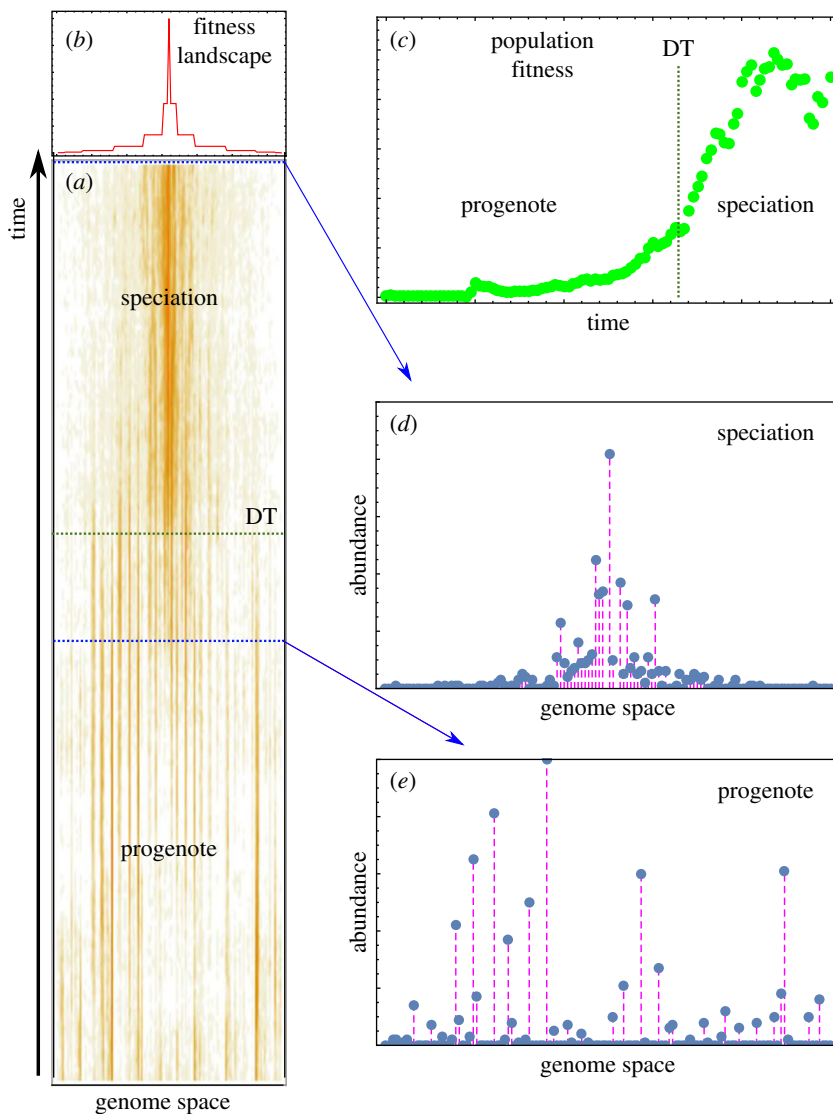 (b)
fitness
landscape
(a)
time
speciation
DT
progenote
genome space
(c)
population
fitness
DT
progenote
speciation
time
(d)
speciation
abundance
genome space
(e)
progenote
abundance
genome space